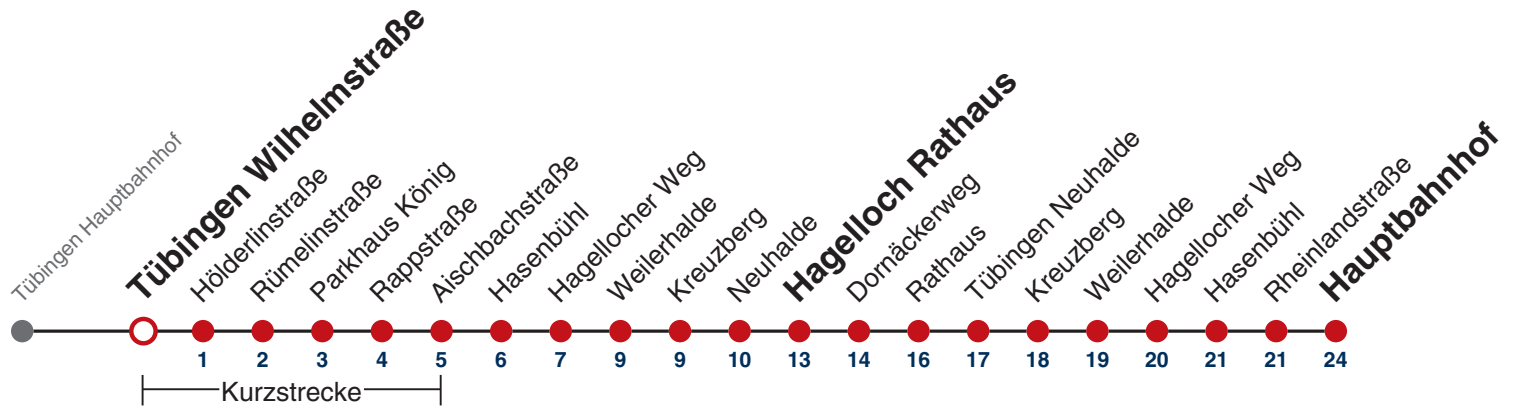 Tübingen Hauptbahnhof
Tübingen Wilhelmstraße
Hölderlinstraße
Rümelinstraße
Parkhaus König
Rappstraße
Aischbachstraße
Hasenbühl
Hagellocher Weg
Weilerhalde
Kreuzberg
Neuhalde
Hagelloch Rathaus
Dornäckerweg
Rathaus
Tübingen Neuhalde
Kreuzberg
Weilerhalde
Hagellocher Weg
Hasenbühl
Rheinlandstraße
Hauptbahnhof
1 2 3 4 5 6 7 9 9 10 13 14 16 17 18 19 20 21 21 24
Kurzstrecke